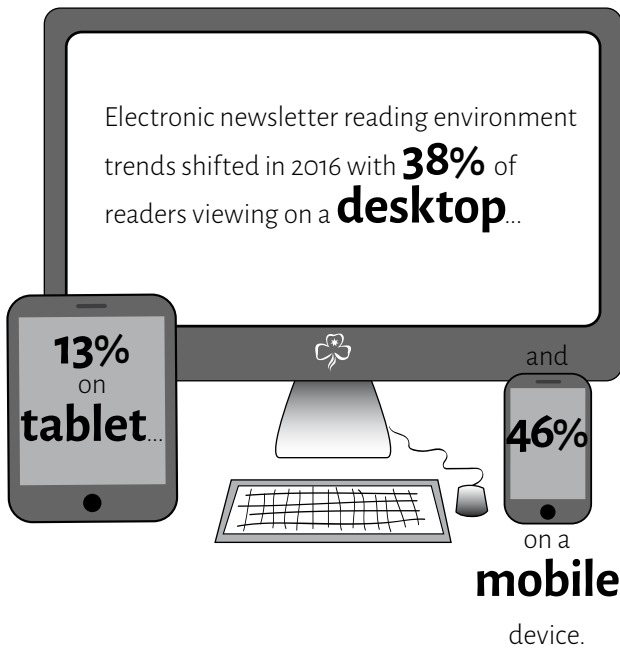 Electronic newsletter reading environment
trends shifted in 2016 with 38% of
readers viewing on a desktop...
13%
on
tablet...
and
46%
on a
mobile
device.